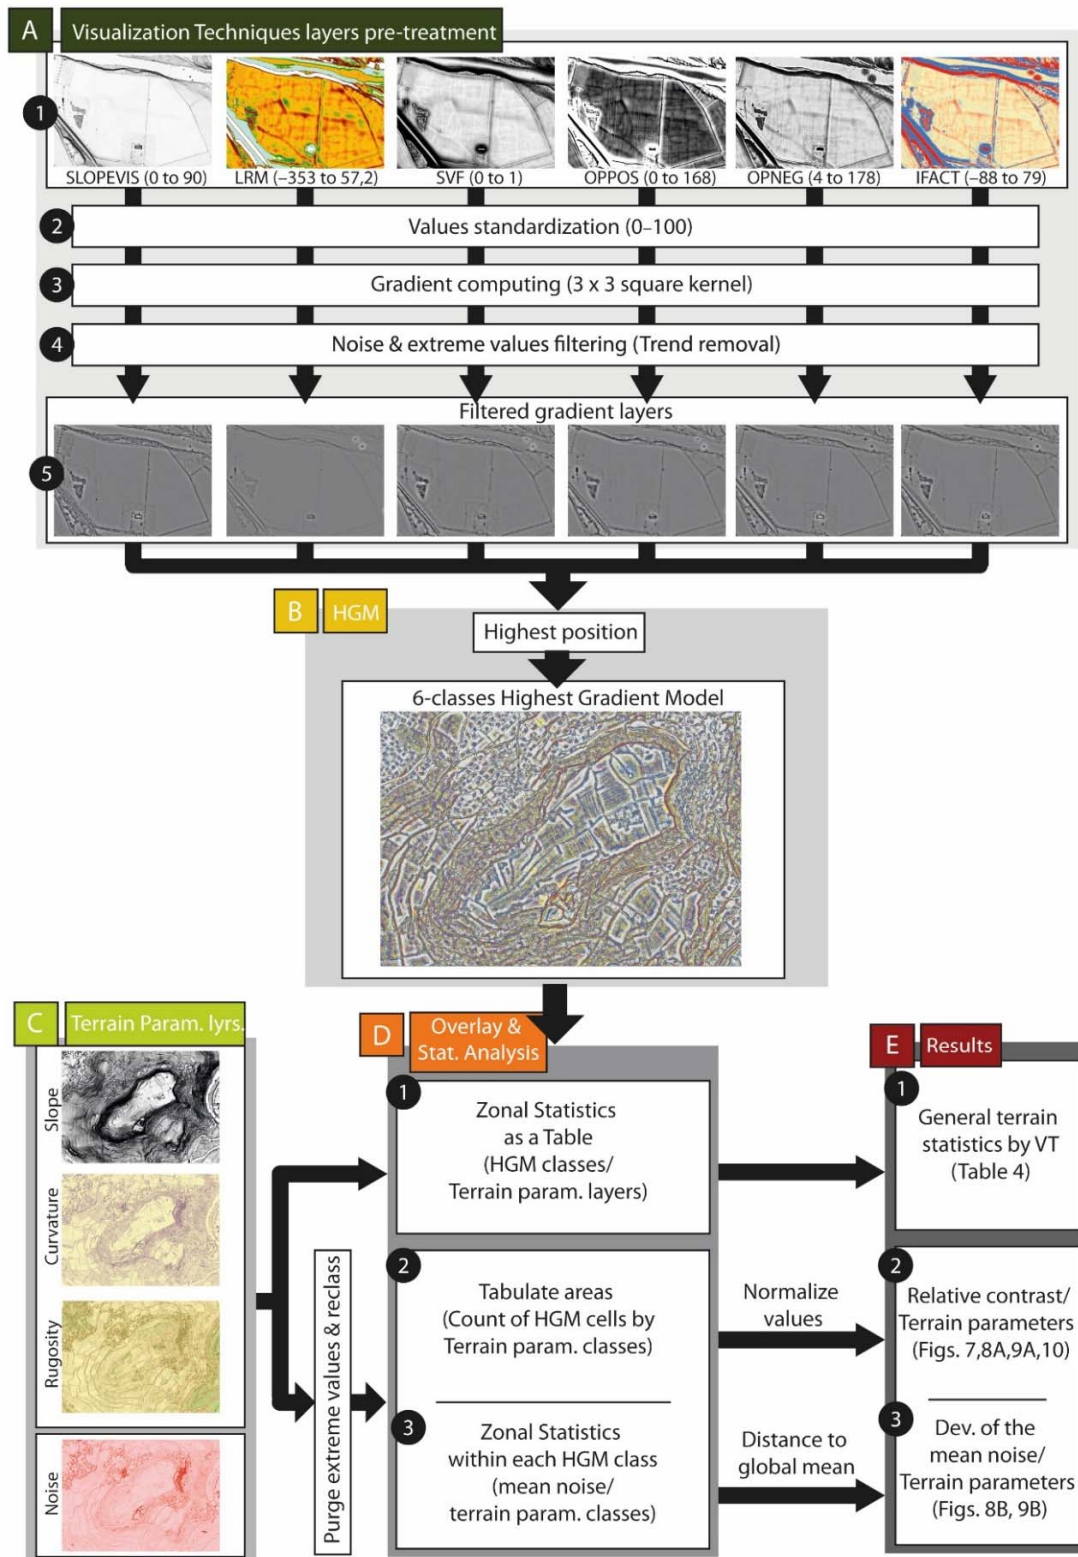 A Visualization Techniques layers pre-treatment
1
SLOPEVIS (0 to 90) LRM (–353 to 57,2) SVF (0 to 1) OPPOS (0 to 168) OPNEG (4 to 178) IFACT (–88 to 79)
2 Values standardization (0–100)
3 Gradient computing (3 x 3 square kernel)
4 Noise & extreme values filtering (Trend removal)
Filtered gradient layers
5
B HGM
Highest position
6-classes Highest Gradient Model
C Terrain Param. lyrs.
Slope
Curvature
Rugosity
Noise
Purge extreme values & reclass
D Overlay &
Stat. Analysis
1
Zonal Statistics
as a Table
(HGM classes/
Terrain param. layers)
2
Tabulate areas
(Count of HGM cells by
Terrain param. classes)
3
Zonal Statistics
within each HGM class
(mean noise/
terrain param. classes)
Normalize
values
Distance to
global mean
E Results
1
General terrain
statistics by VT
(Table 4)
2
Relative contrast/
Terrain parameters
(Figs. 7,8A,9A,10)
3
Dev. of the
mean noise/
Terrain parameters
(Figs. 8B, 9B)